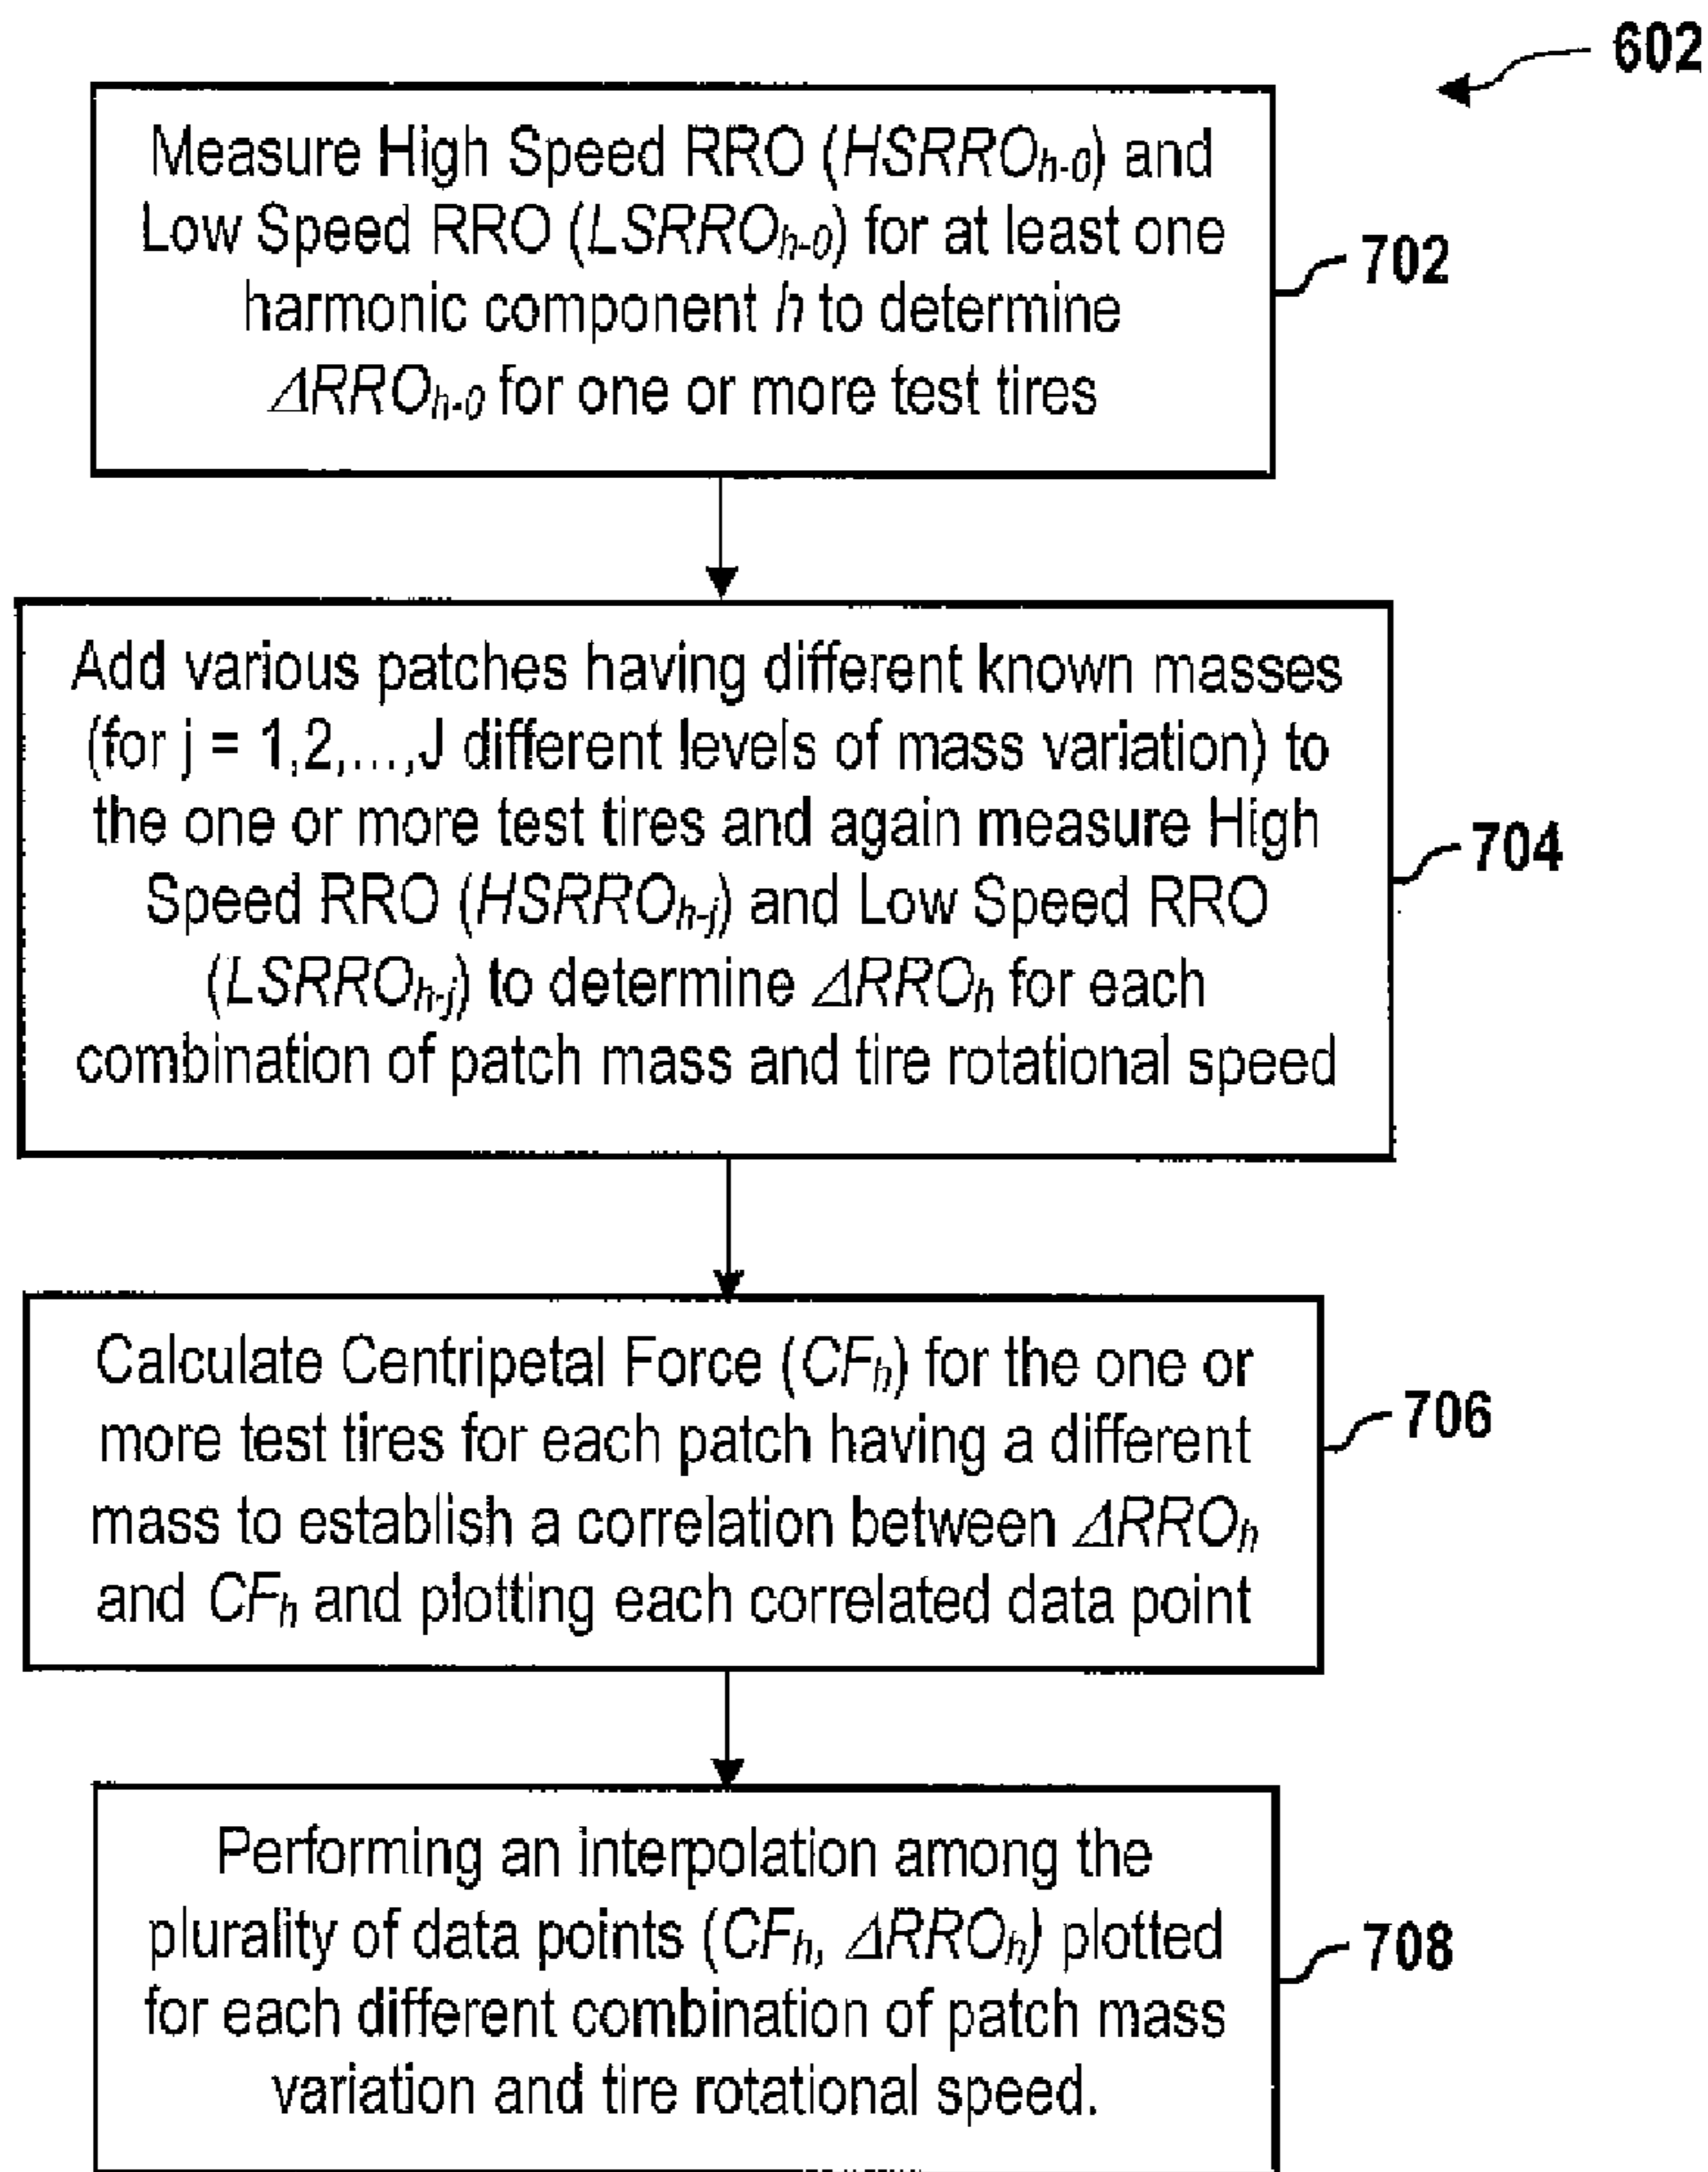 602
Measure High Speed RRO (HSRROh-0) and
Low Speed RRO (LSRROh-0) for at least one
harmonic component h to determine
ΔRROh-0 for one or more test tires
702
Add various patches having different known masses
(for j = 1,2,...,J different levels of mass variation) to
the one or more test tires and again measure High
Speed RRO (HSRROh-j) and Low Speed RRO
(LSRROh-j) to determine ΔRROh for each
combination of patch mass and tire rotational speed
704
Calculate Centripetal Force (CFh) for the one or
more test tires for each patch having a different
mass to establish a correlation between ΔRROh
and CFh and plotting each correlated data point
706
Performing an interpolation among the
plurality of data points (CFh, ΔRROh) plotted
for each different combination of patch mass
variation and tire rotational speed.
708